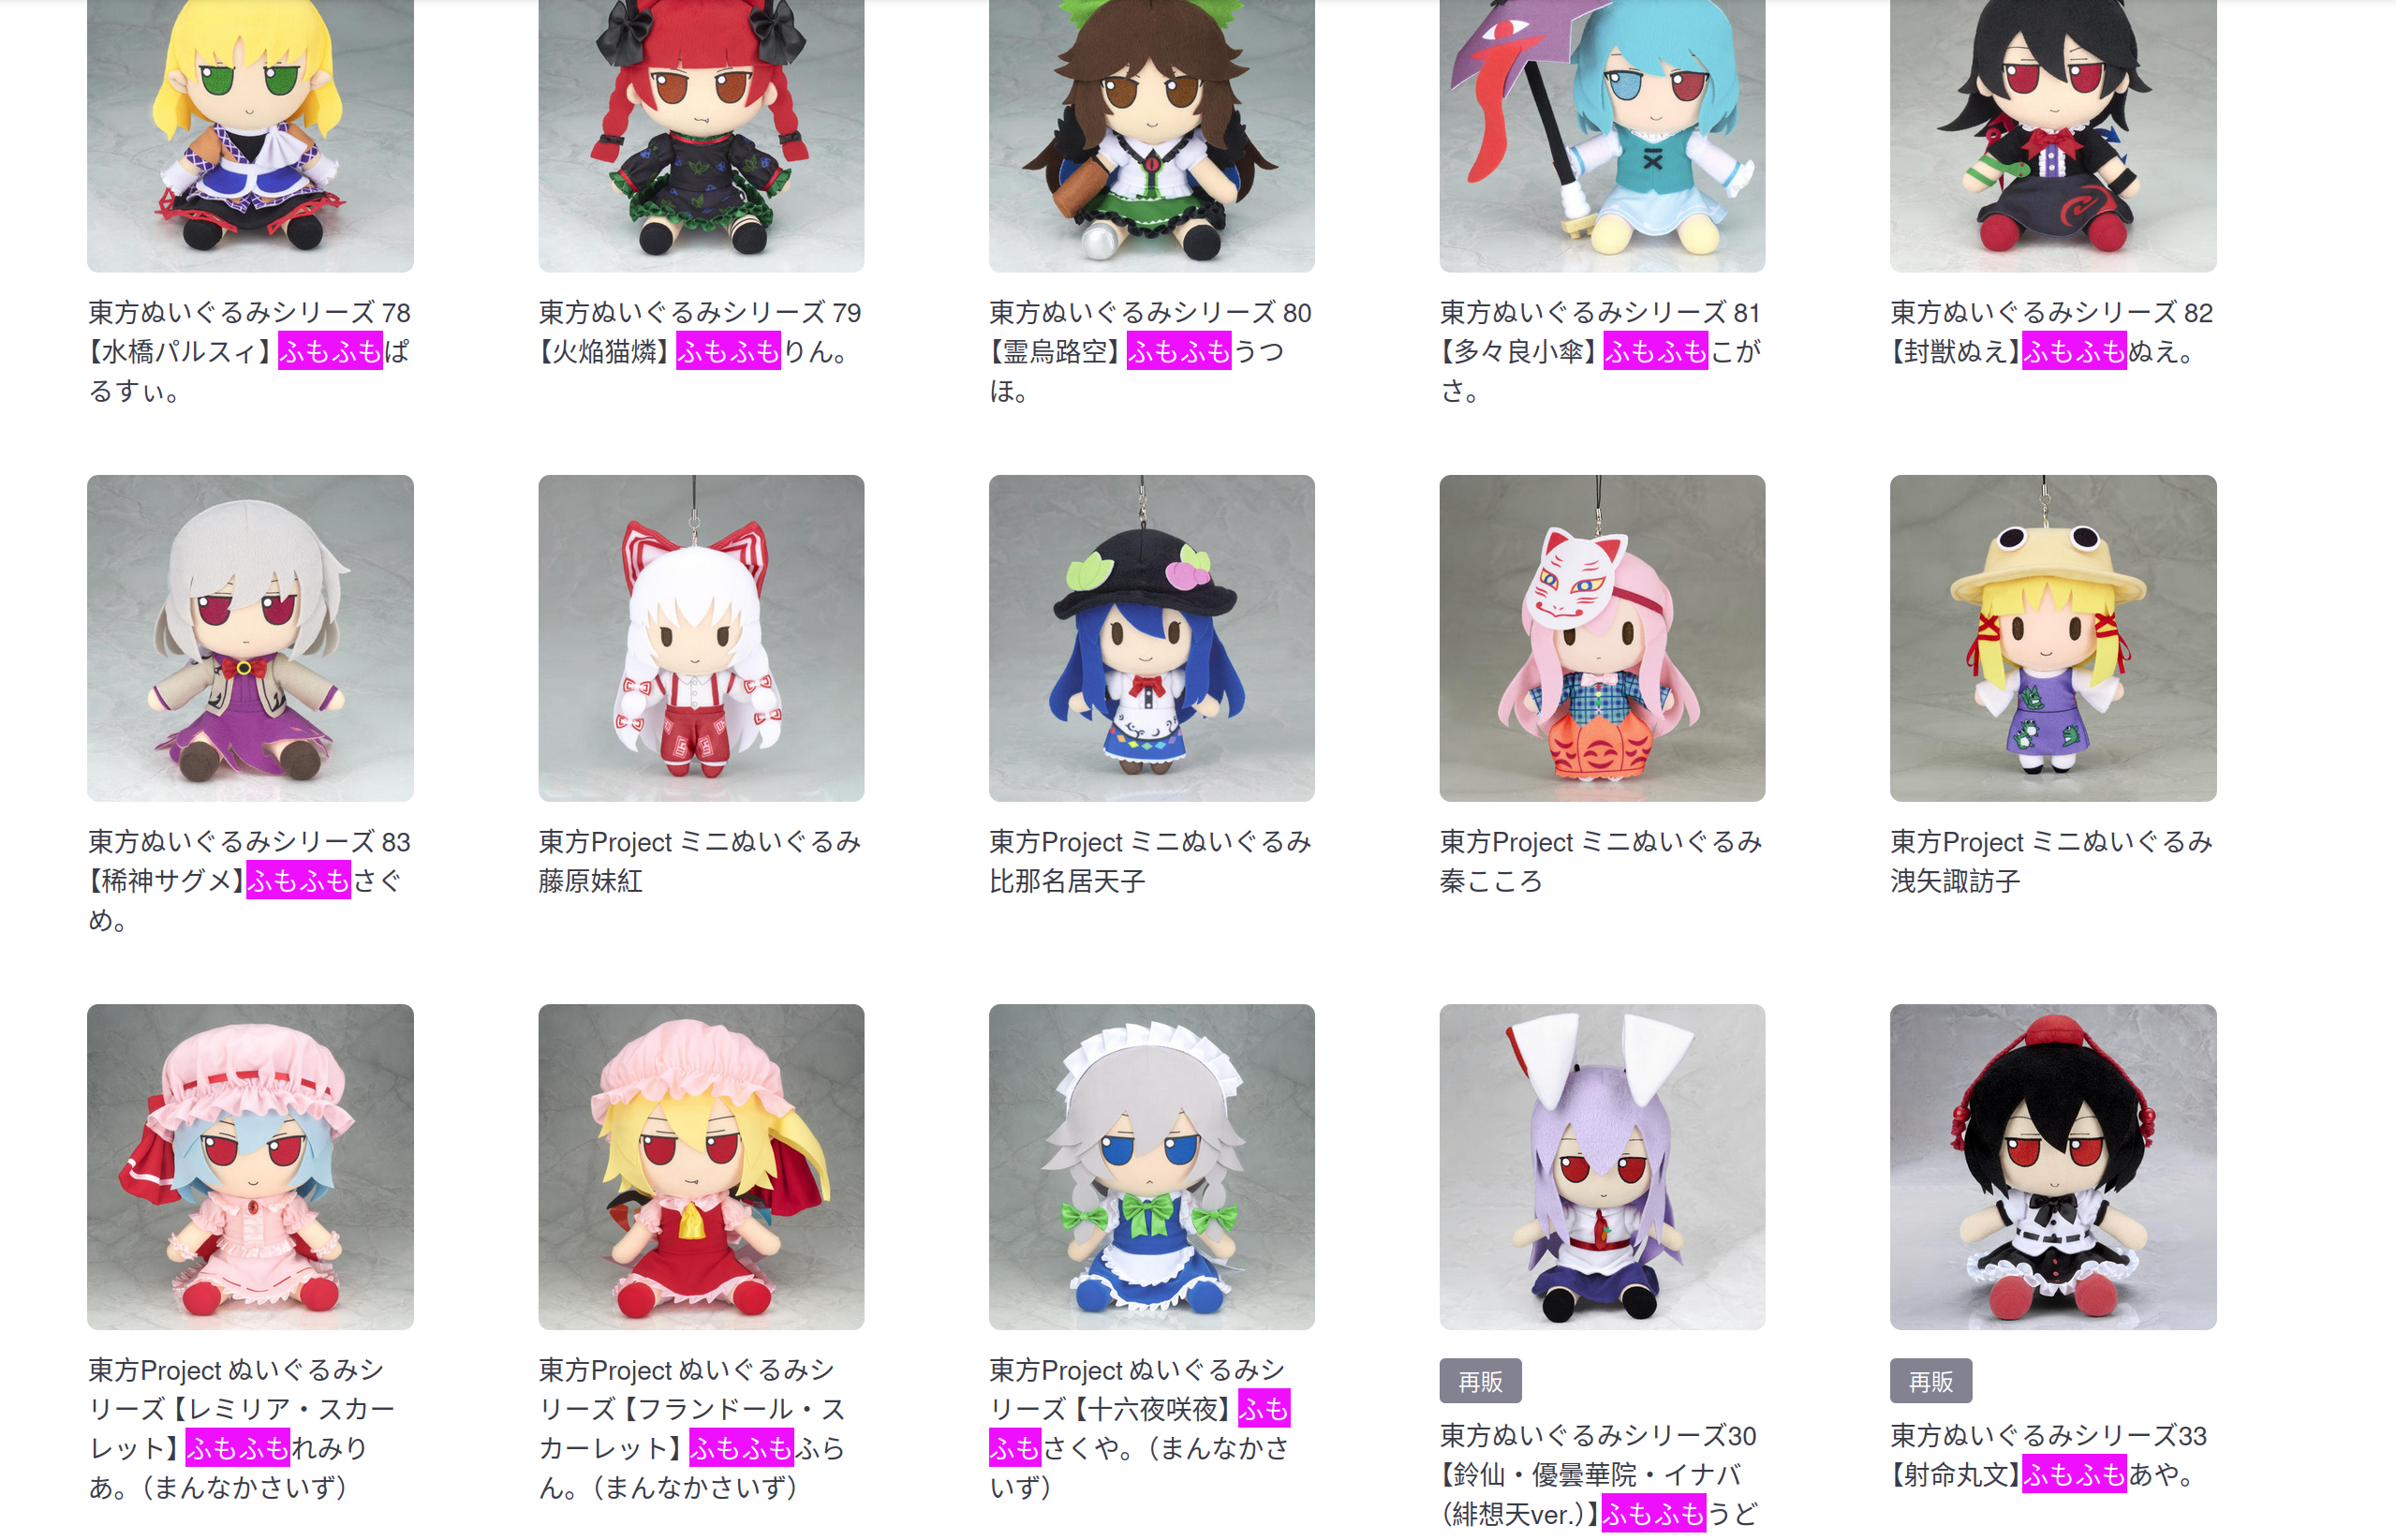 東方ぬいぐるみシリーズ 78
【水橋パルスィ】ふもふもぱ
るすぃ。
東方ぬいぐるみシリーズ 79
【火焔猫燐】ふもふもりん。
東方ぬいぐるみシリーズ 80
【霊烏路空】ふもふもうつ
ほ。
東方ぬいぐるみシリーズ 81
【多々良小傘】ふもふもこが
さ。
東方ぬいぐるみシリーズ 82
【封獣ぬえ】ふもふもぬえ。
東方ぬいぐるみシリーズ 83
【稀神サグメ】ふもふもさぐ
め。
東方Project ミニぬいぐるみ
藤原妹紅
東方Project ミニぬいぐるみ
比那名居天子
東方Project ミニぬいぐるみ
秦こころ
東方Project ミニぬいぐるみ
洩矢諏訪子
東方Project ぬいぐるみシ
リーズ【レミリア・スカー
レット】ふもふもれみり
あ。（まんなかさいず）
東方Project ぬいぐるみシ
リーズ【フランドール・ス
カーレット】ふもふもふら
ん。（まんなかさいず）
東方Project ぬいぐるみシ
リーズ【十六夜咲夜】ふも
ふもさくや。（まんなかさ
いず）
再販
東方ぬいぐるみシリーズ30
【鈴仙・優曇華院・イナバ
（緋想天ver.）】ふもふもうど
再販
東方ぬいぐるみシリーズ33
【射命丸文】ふもふもあや。